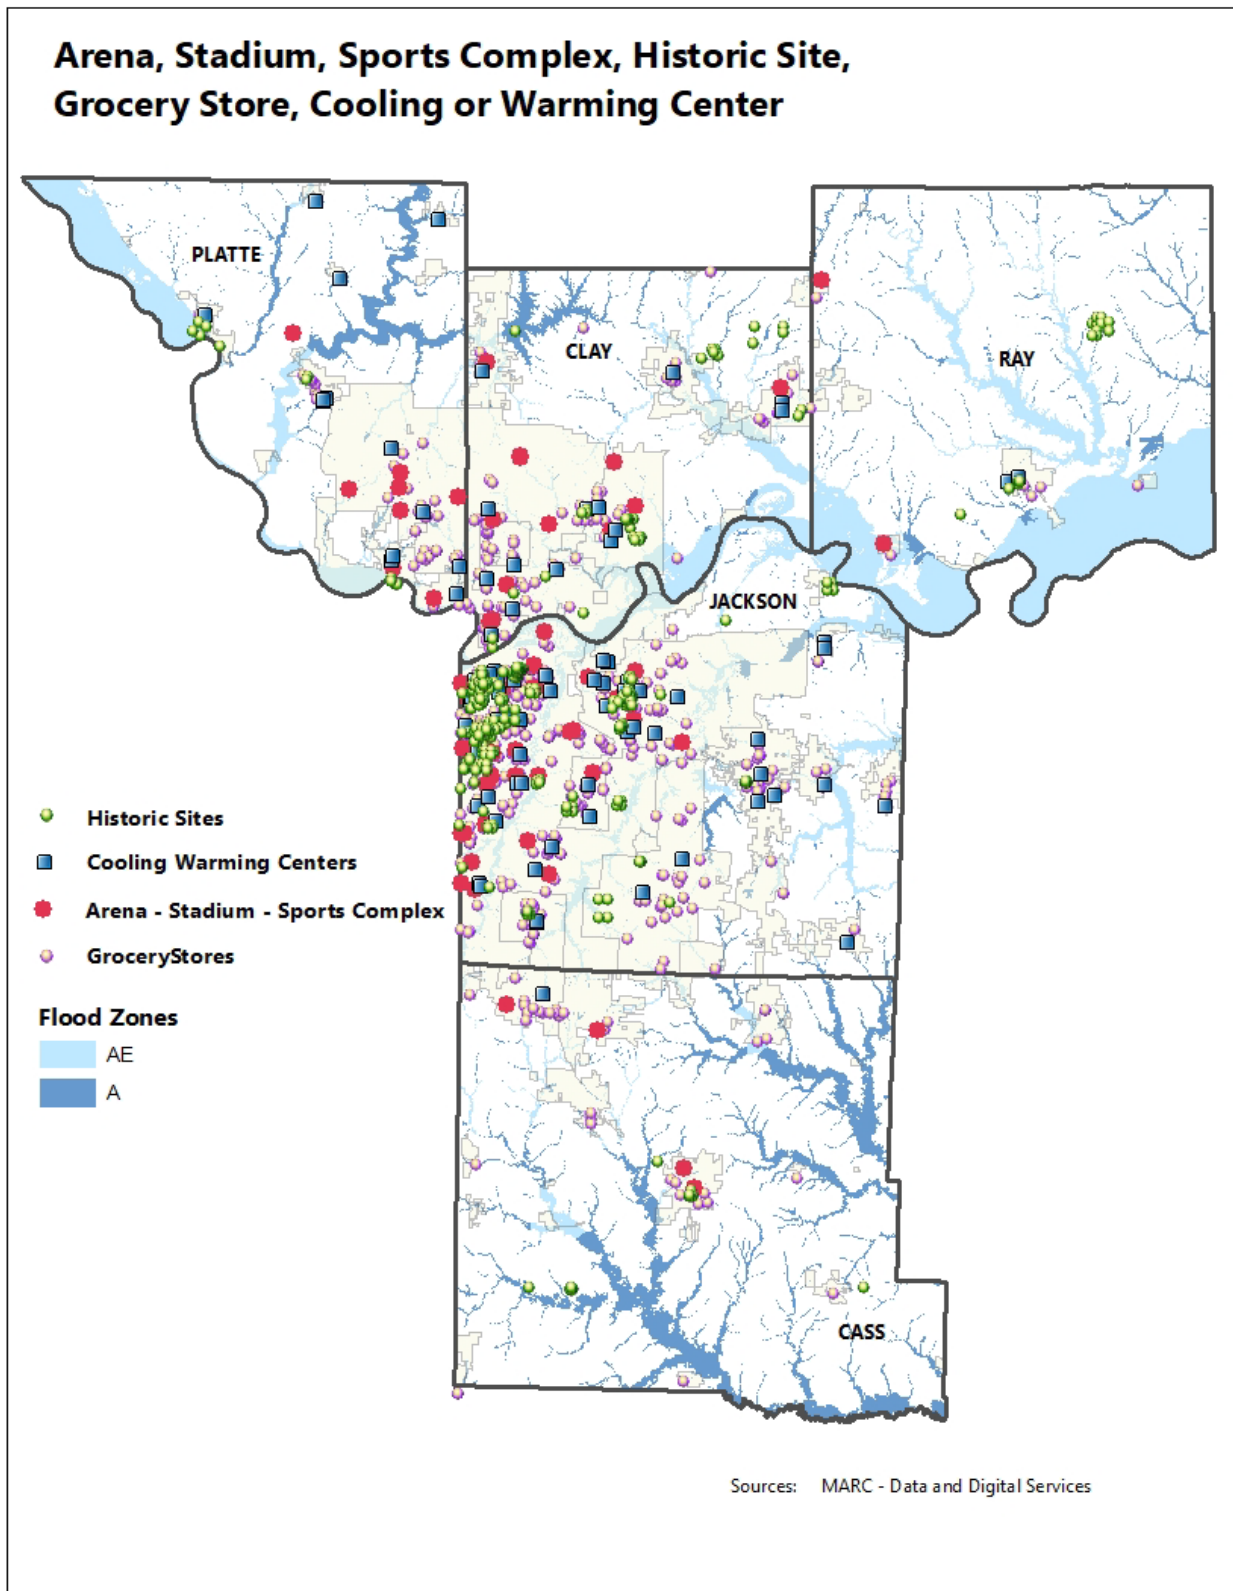 Arena, Stadium, Sports Complex, Historic Site,
Grocery Store, Cooling or Warming Center
PLATTE
CLAY
RAY
JACKSON
Historic Sites
Cooling Warming Centers
Arena - Stadium - Sports Complex
GroceryStores
Flood Zones
AE
A
CASS
Sources: MARC - Data and Digital Services